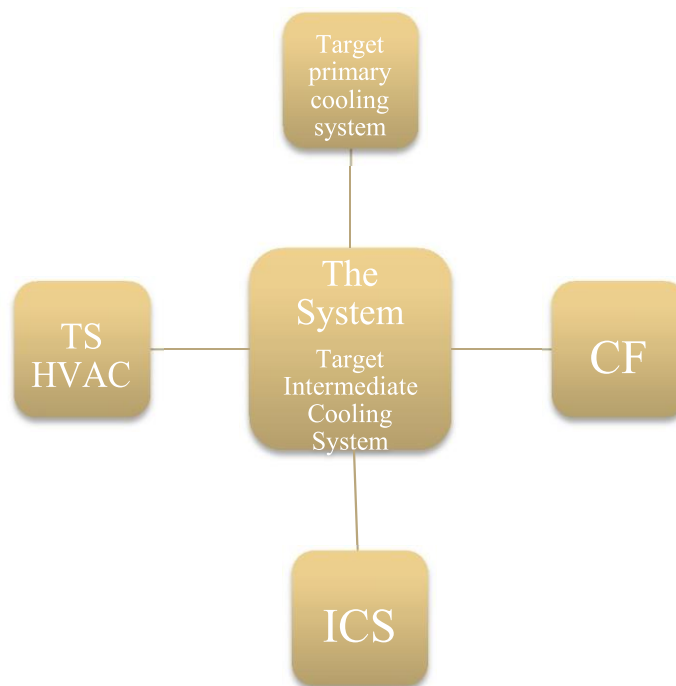 Target
primary
cooling
system
The
System
Target
Intermediate
Cooling
System
TS
HVAC
CF
ICS